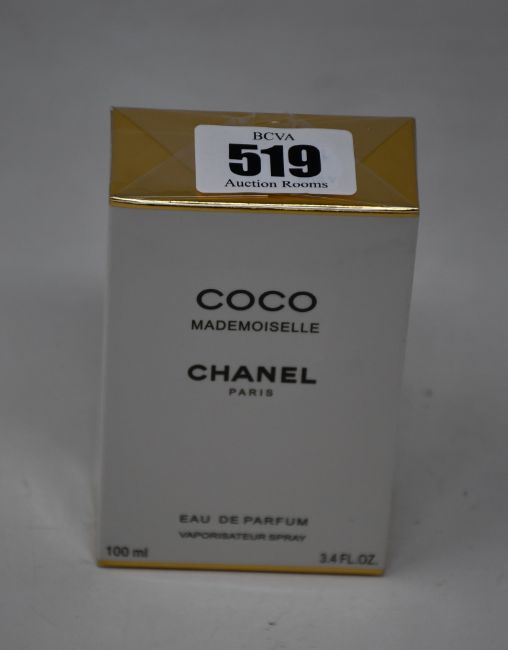 BCVA
519
Auction Rooms
COCO
MADEMOISELLE
CHANEL
PARIS
EAU DE PARFUM
VAPORISATEUR SPRAY
100 ml 3.4 FL.OZ.